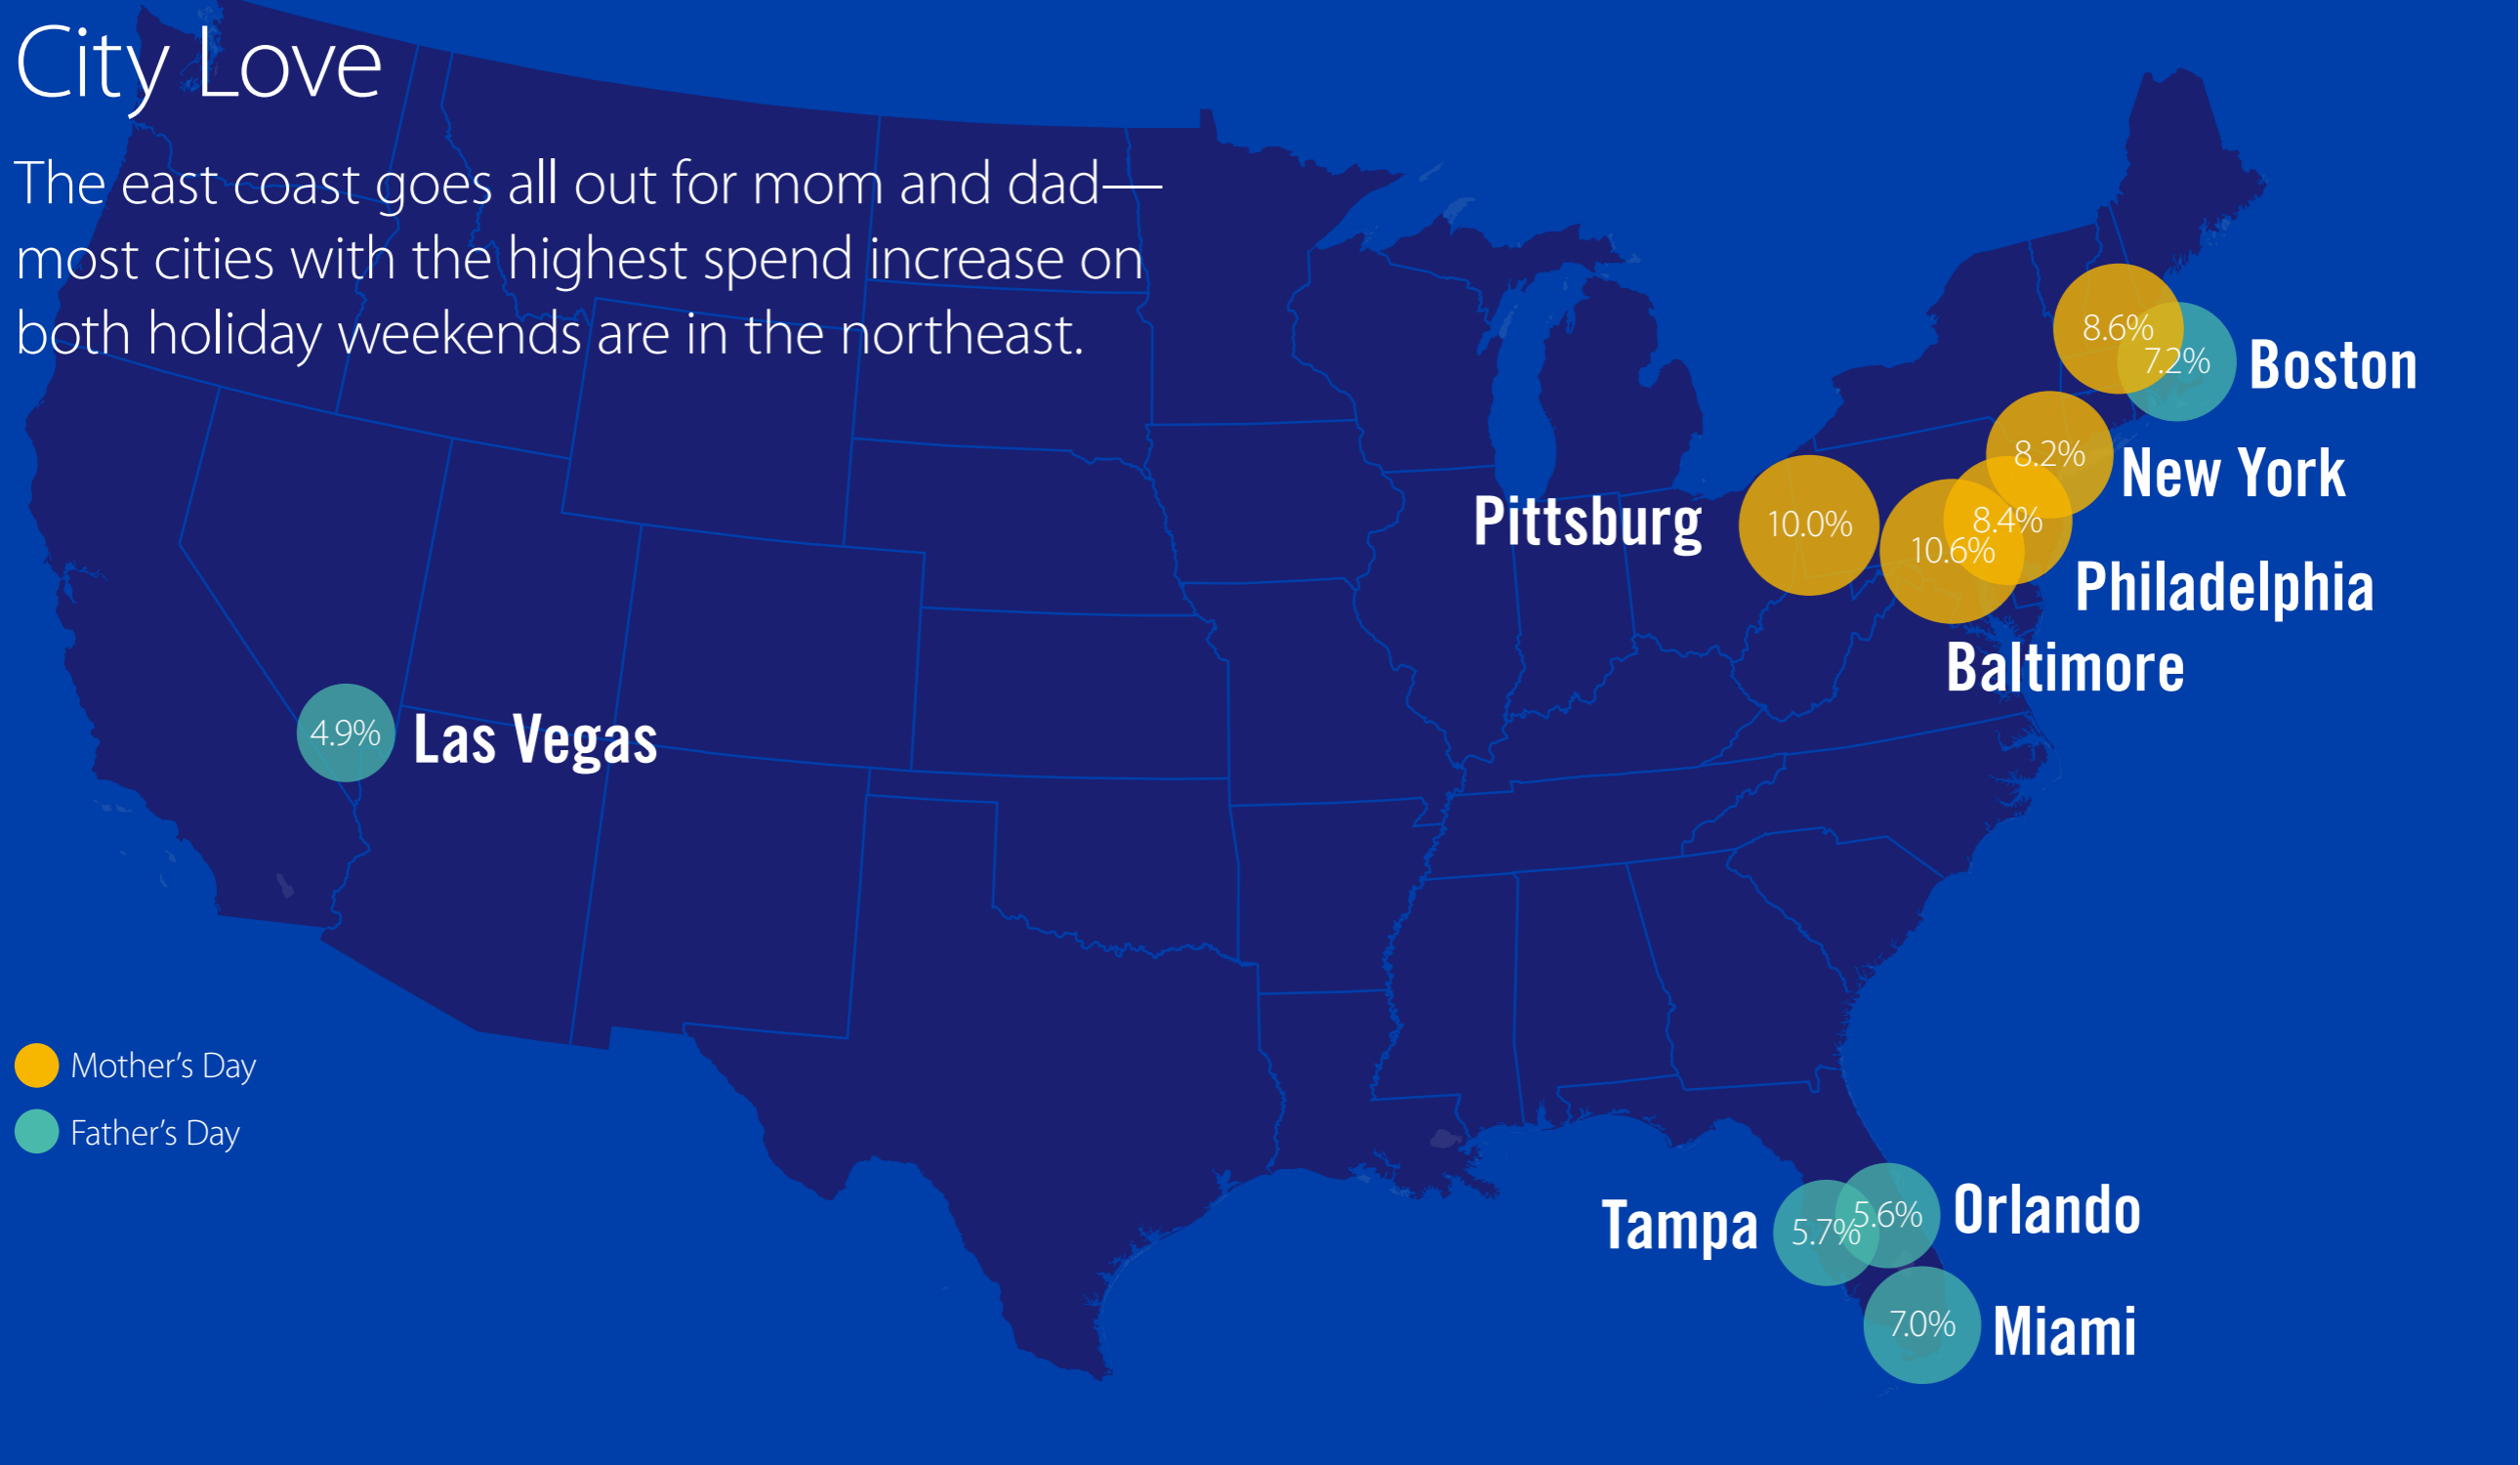 City Love
The east coast goes all out for mom and dad—
most cities with the highest spend increase on
both holiday weekends are in the northeast.
8.6%
7.2%
Boston
8.2%
New York
Pittsburg
10.0%
8.4%
10.6%
Philadelphia
Baltimore
4.9%
Las Vegas
Mother’s Day
Father’s Day
Tampa
5.7%
5.6%
Orlando
7.0%
Miami